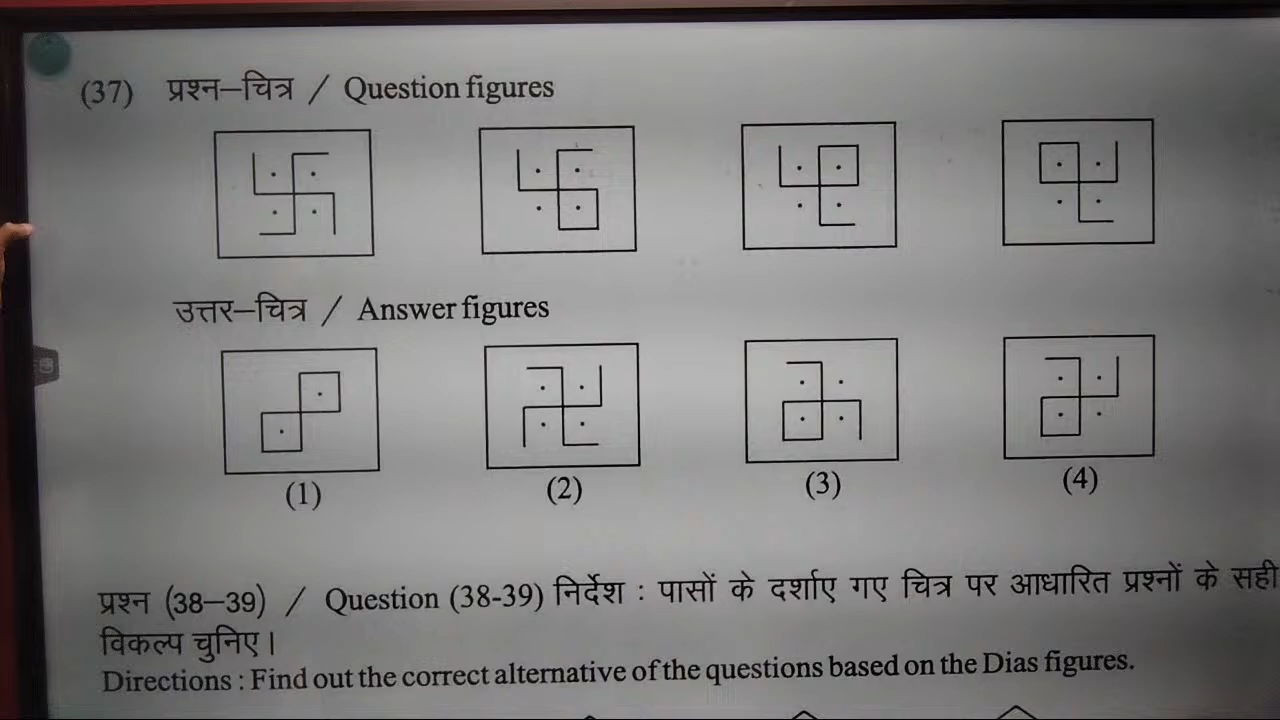 (37) प्रश्न–चित्र / Question figures
उत्तर–चित्र / Answer figures
(1) (2) (3) (4)
प्रश्न (38–39) / Question (38-39) निर्देश : पासों के दर्शाए गए चित्र पर आधारित प्रश्नों के सही
विकल्प चुनिए।
Directions : Find out the correct alternative of the questions based on the Dias figures.